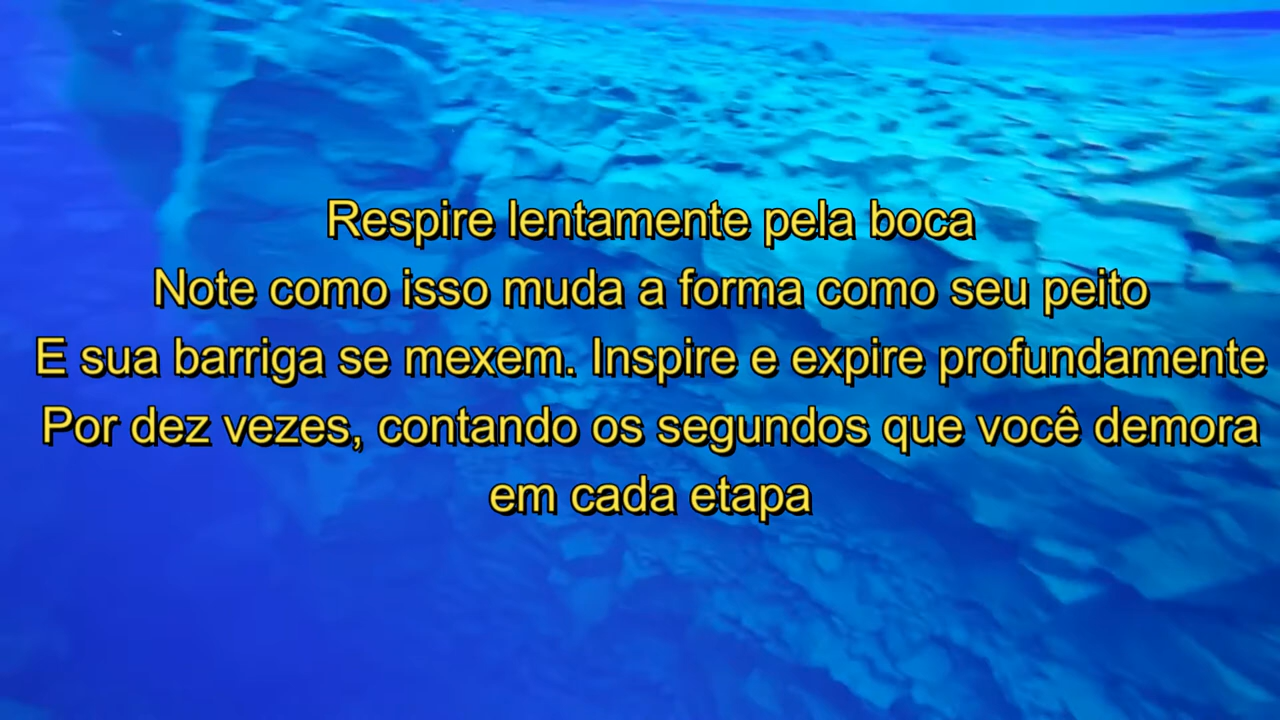 Respire lentamente pela boca
Note como isso muda a forma como seu peito
E sua barriga se mexem. Inspire e expire profundamente
Por dez vezes, contando os segundos que você demora
em cada etapa